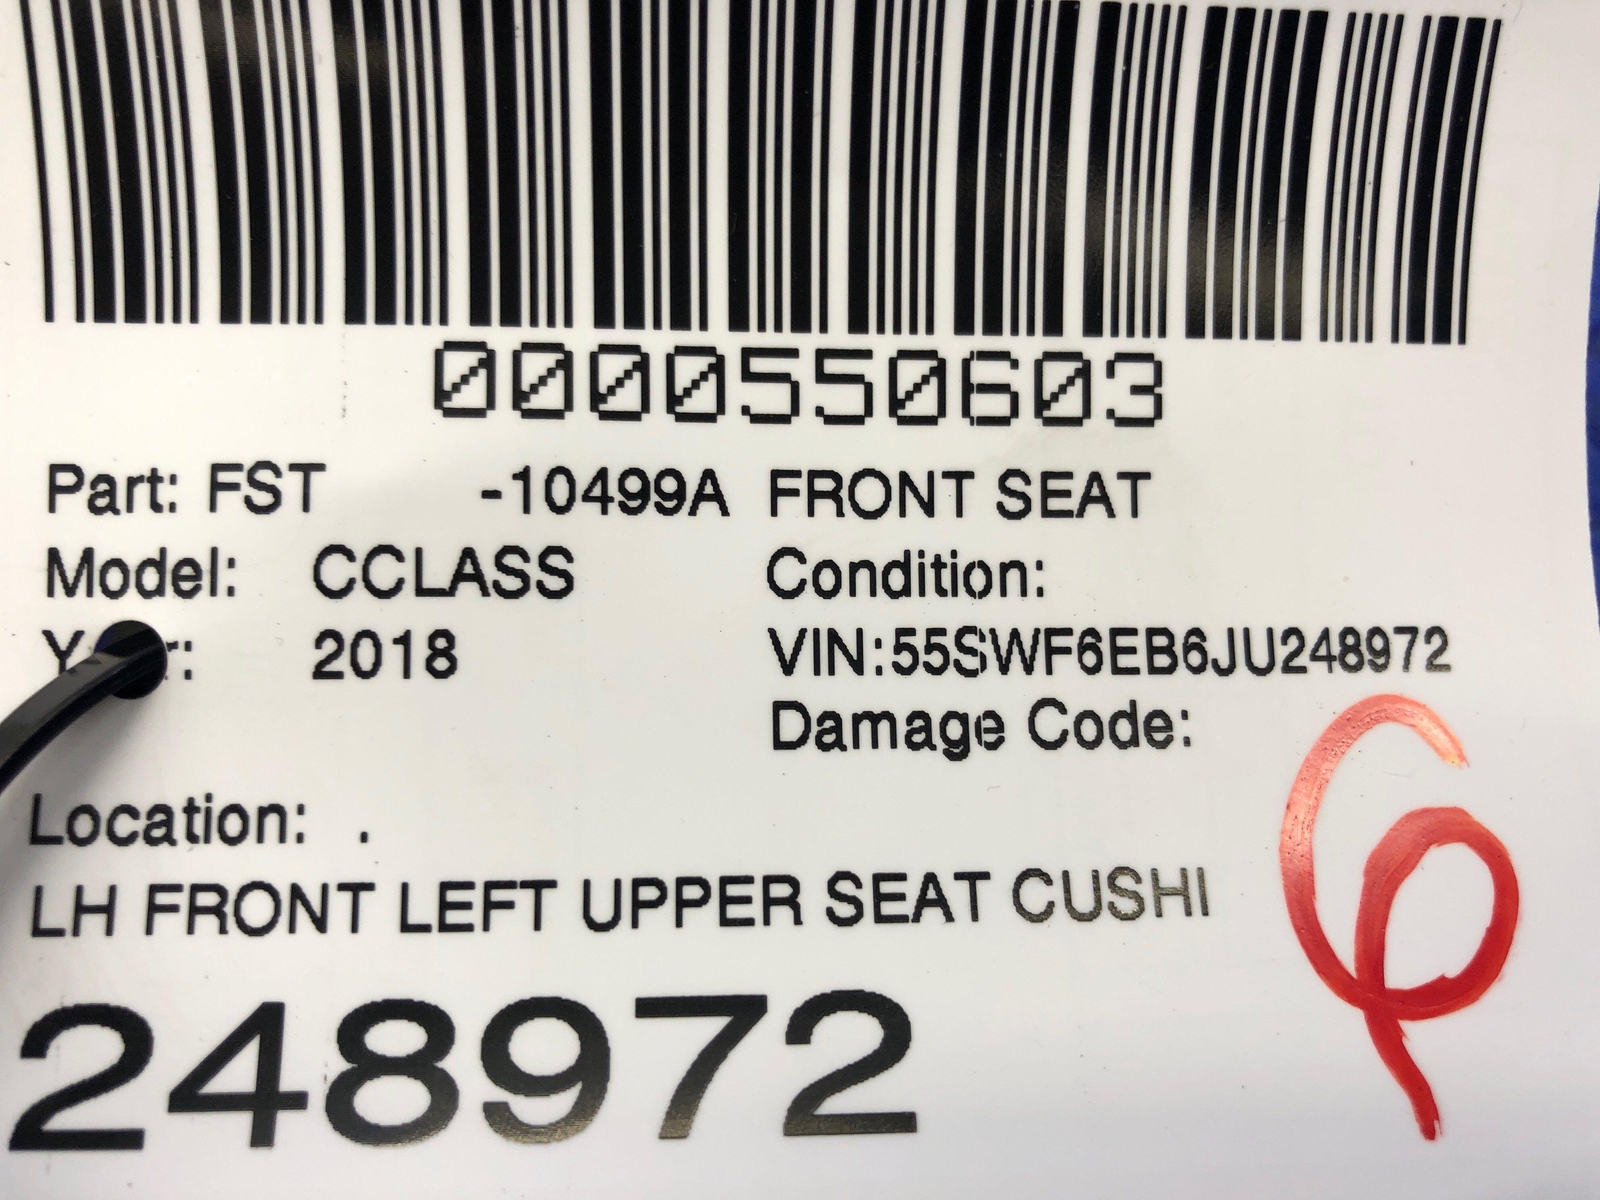 0000550603
Part: FST -10499A FRONT SEAT
Model: CCLASS Condition:
2018 VIN:55SWF6EB6JU248972
Damage Code:
Location: .
LH FRONT LEFT UPPER SEAT CUSHI
248972
6